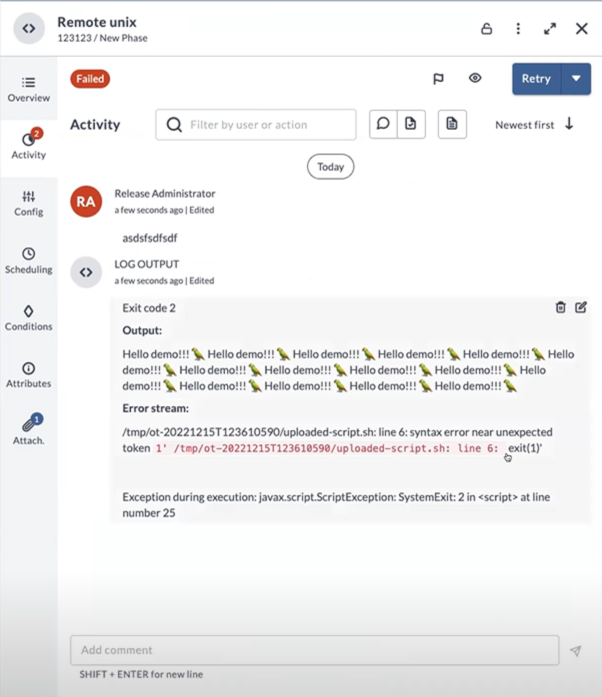 Remote unix
123123 / New Phase
Overview
2
Activity
Config
Scheduling
Conditions
Attributes
1
Attach.
Failed
Retry
Activity
Filter by user or action
Newest first
Today
RA
Release Administrator
a few seconds ago | Edited
asdsfsdfsdf
LOG OUTPUT
a few seconds ago | Edited
Exit code 2
Output:
Hello demo!!! 🦜 Hello demo!!! 🦜 Hello demo!!! 🦜 Hello demo!!! 🦜 Hello demo!!! 🦜 Hello
demo!!! 🦜 Hello demo!!! 🦜 Hello demo!!! 🦜 Hello demo!!! 🦜 Hello demo!!! 🦜 Hello
demo!!! 🦜 Hello demo!!! 🦜 Hello demo!!! 🦜 Hello demo!!! 🦜 Hello demo!!! 🦜
Error stream:
/tmp/ot-20221215T123610590/uploaded-script.sh: line 6: syntax error near unexpected
token 1' /tmp/ot-20221215T123610590/uploaded-script.sh: line 6: exit(1)'
Exception during execution: javax.script.ScriptException: SystemExit: 2 in <script> at line
number 25
Add comment
SHIFT + ENTER for new line